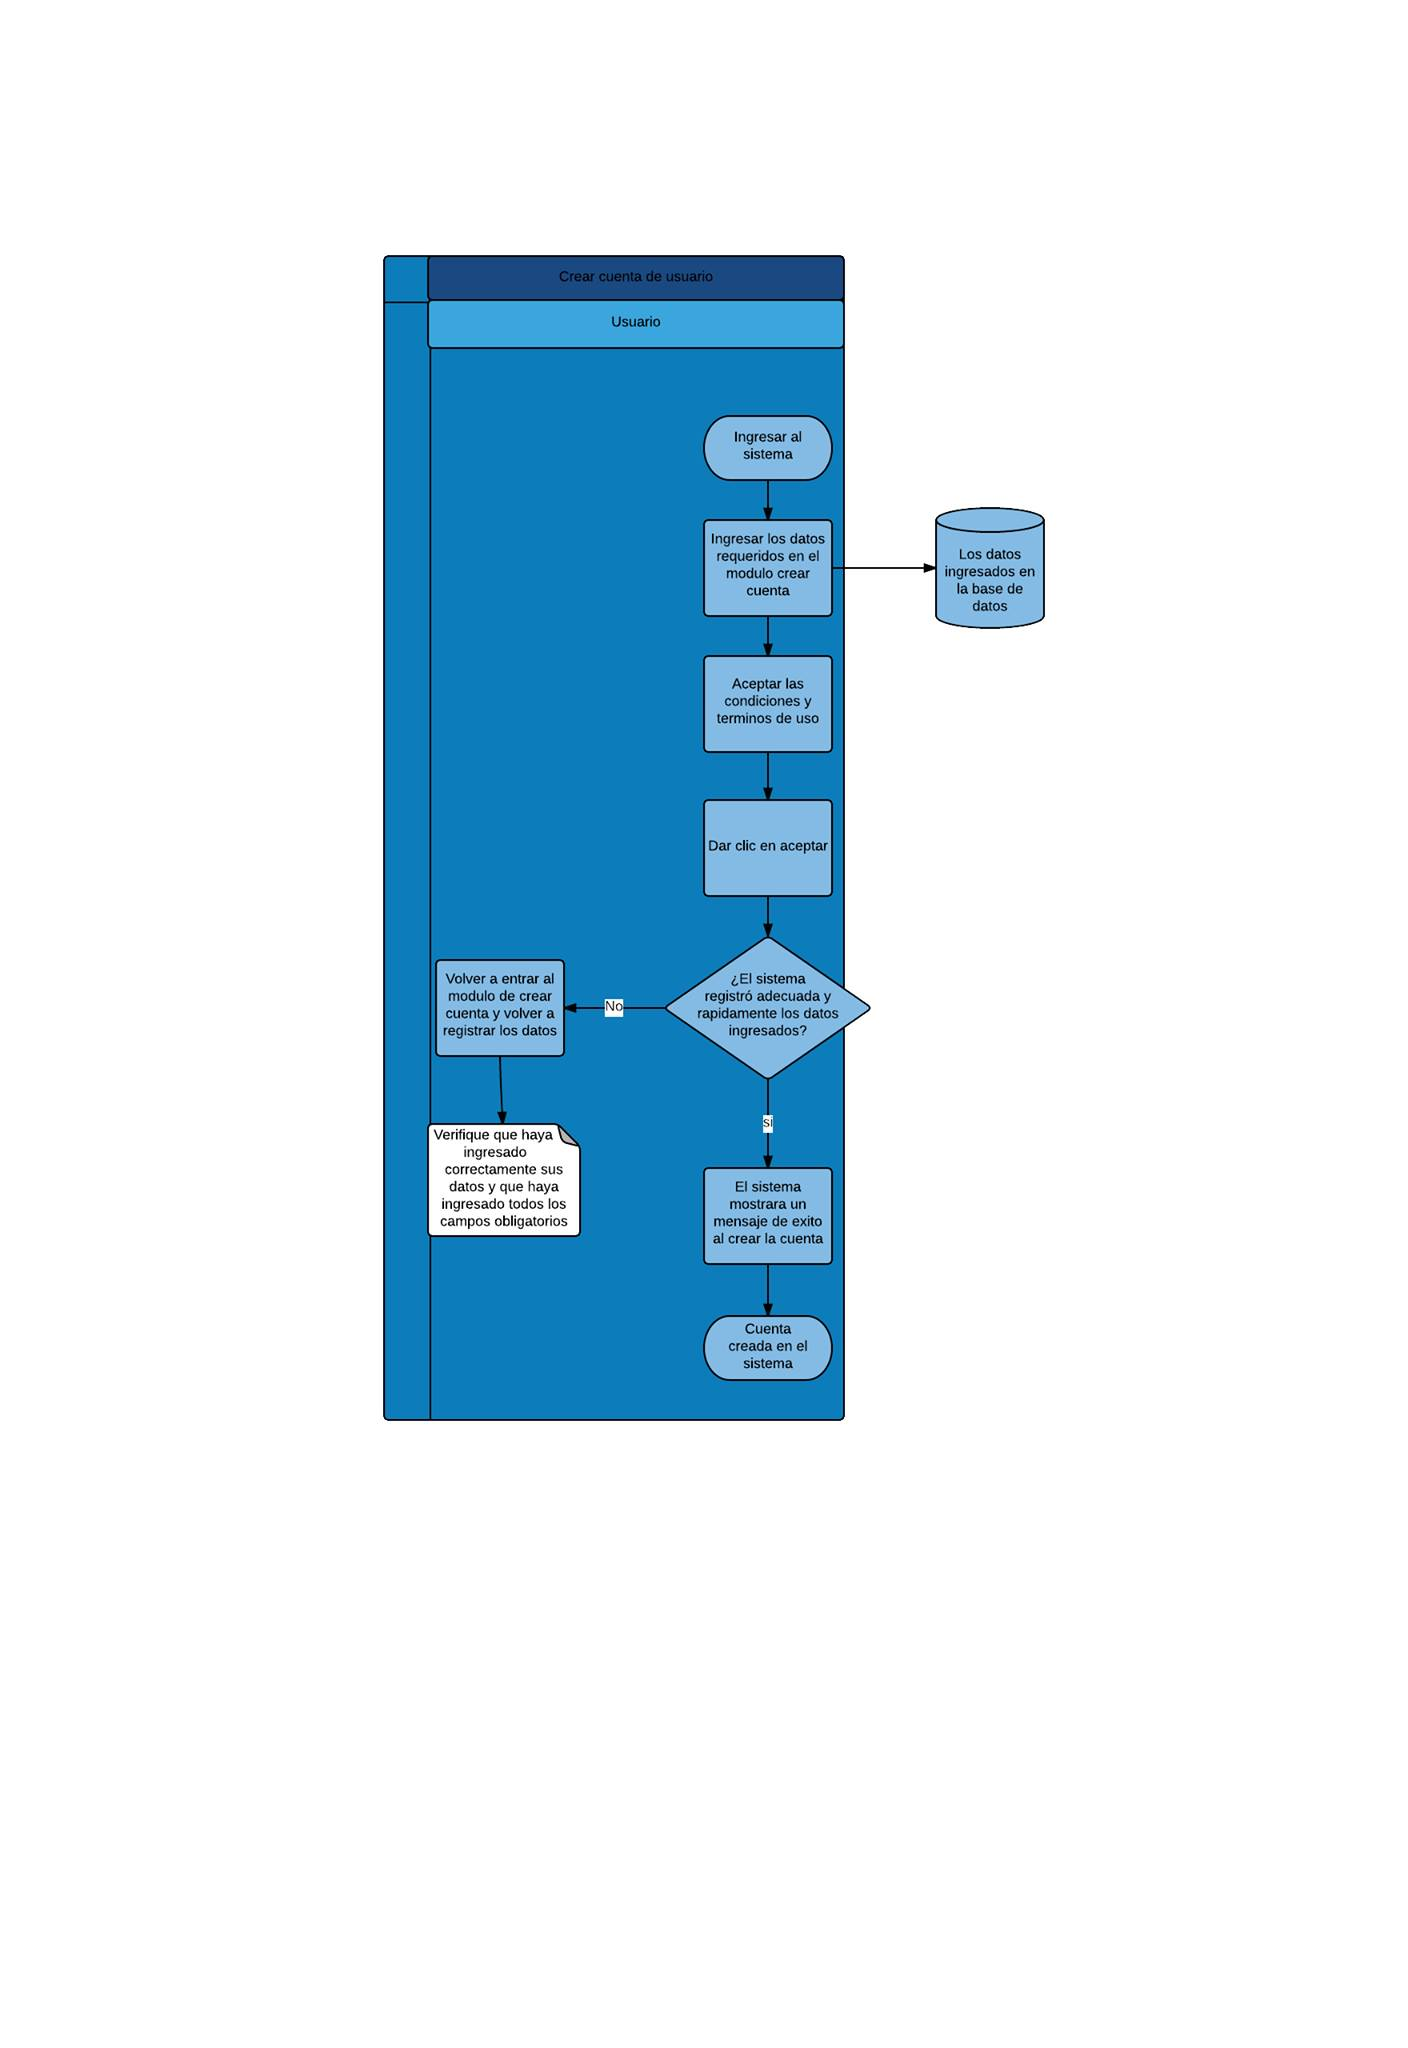 Crear cuenta de usuario
Usuario
Ingresar al
sistema
Ingresar los datos
requeridos en el
modulo crear
cuenta
Los datos
ingresados en
la base de
datos
Aceptar las
condiciones y
terminos de uso
Dar clic en aceptar
¿El sistema
registró adecuada y
rapidamente los datos
ingresados?
No
Volver a entrar al
modulo de crear
cuenta y volver a
registrar los datos
Verifique que haya
ingresado
correctamente sus
datos y que haya
ingresado todos los
campos obligatorios
si
El sistema
mostrara un
mensaje de exito
al crear la cuenta
Cuenta
creada en el
sistema